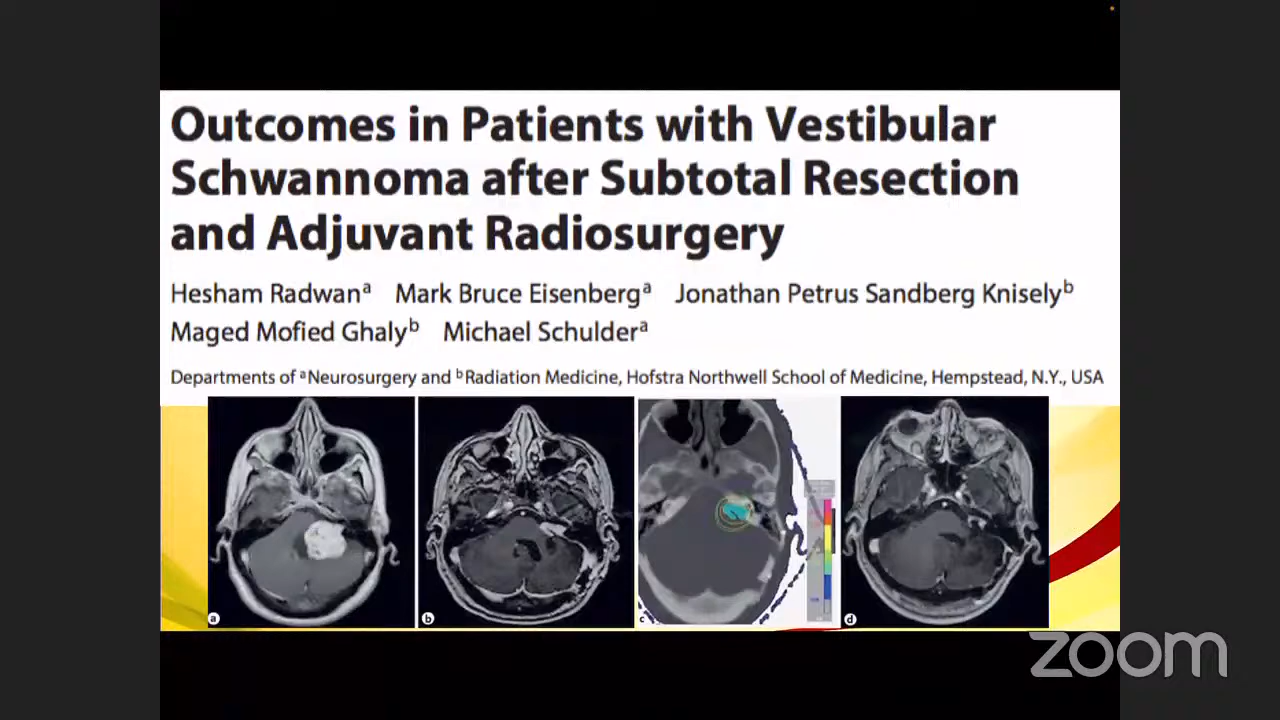 Outcomes in Patients with Vestibular
Schwannoma after Subtotal Resection
and Adjuvant Radiosurgery
Hesham Radwanᵃ Mark Bruce Eisenbergᵃ Jonathan Petrus Sandberg Kniselyᵇ
Maged Mofied Ghalyᵇ Michael Schulderᵃ
Departments of ᵃNeurosurgery and ᵇRadiation Medicine, Hofstra Northwell School of Medicine, Hempstead, N.Y., USA
a b c d
zoom